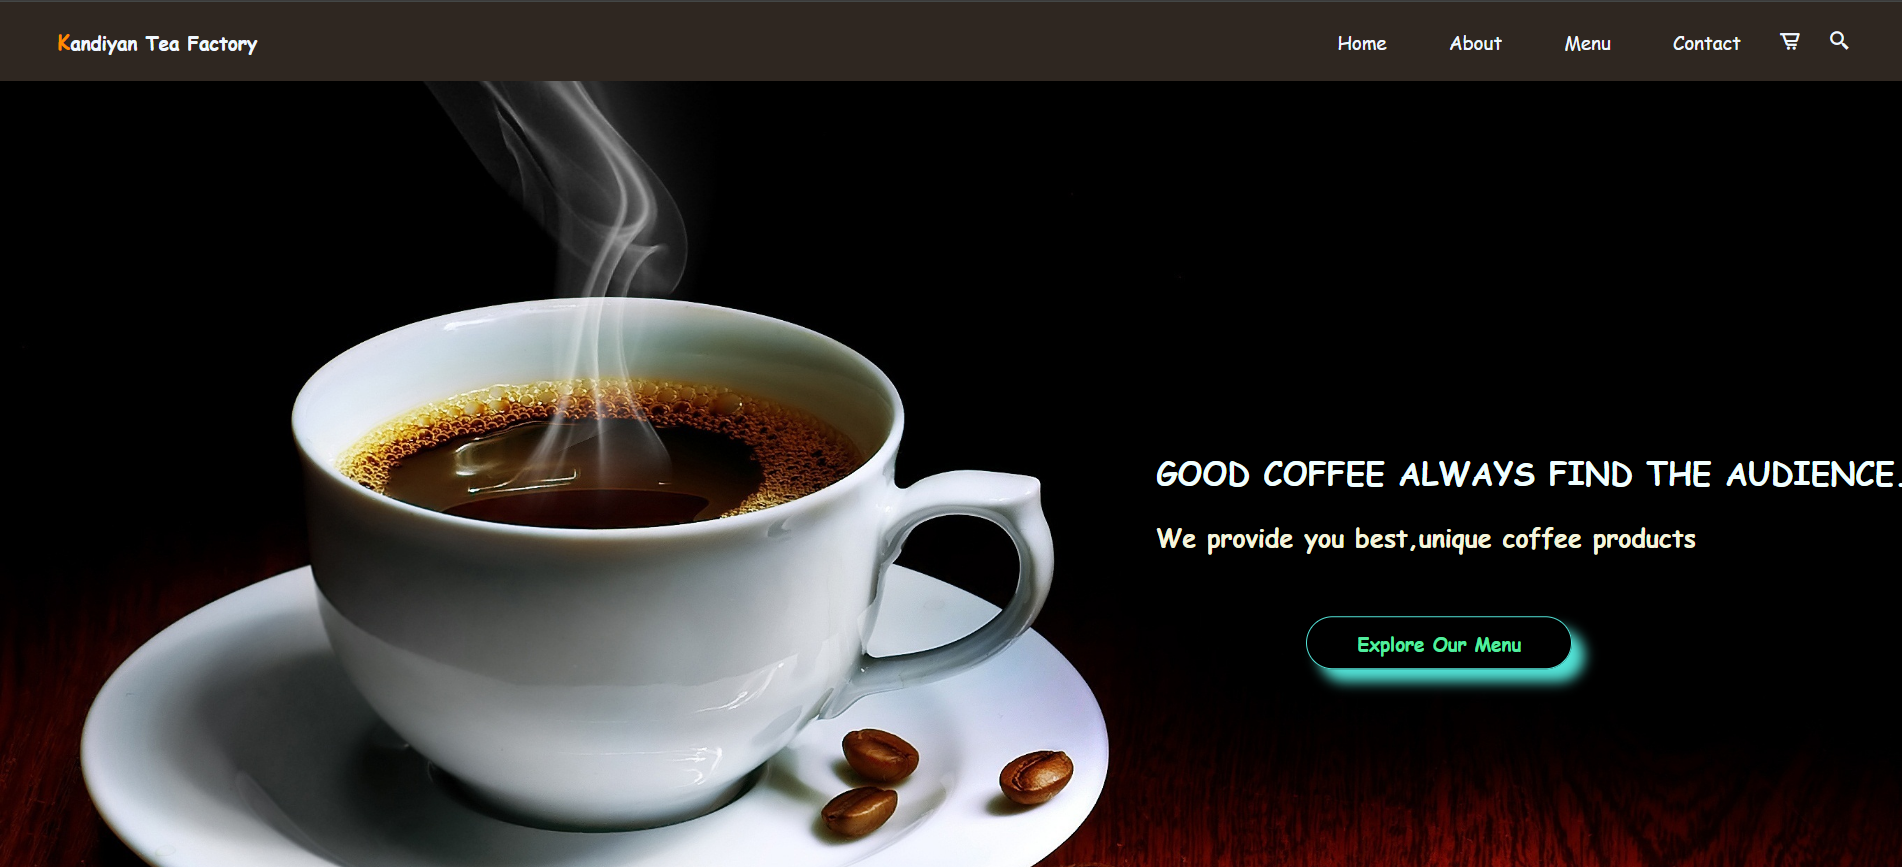 Kandiyan Tea Factory
Home About Menu Contact
GOOD COFFEE ALWAYS FIND THE AUDIENCE.
We provide you best,unique coffee products
Explore Our Menu